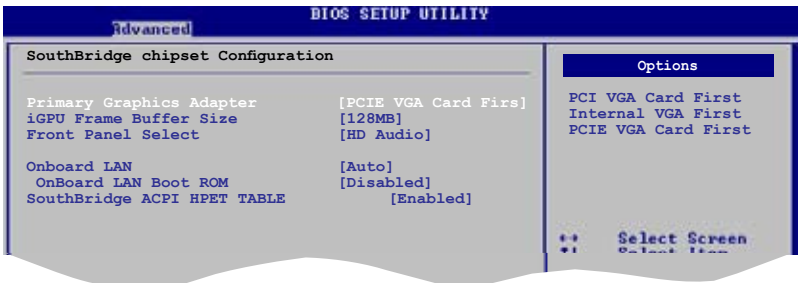 BIOS SETUP UTILITY
Advanced
SouthBridge chipset Configuration
Primary Graphics Adapter [PCIE VGA Card Firs]
iGPU Frame Buffer Size [128MB]
Front Panel Select [HD Audio]
Onboard LAN [Auto]
OnBoard LAN Boot ROM [Disabled]
SouthBridge ACPI HPET TABLE [Enabled]
Options
PCI VGA Card First
Internal VGA First
PCIE VGA Card First
←→ Select Screen
↑↓ Select Item